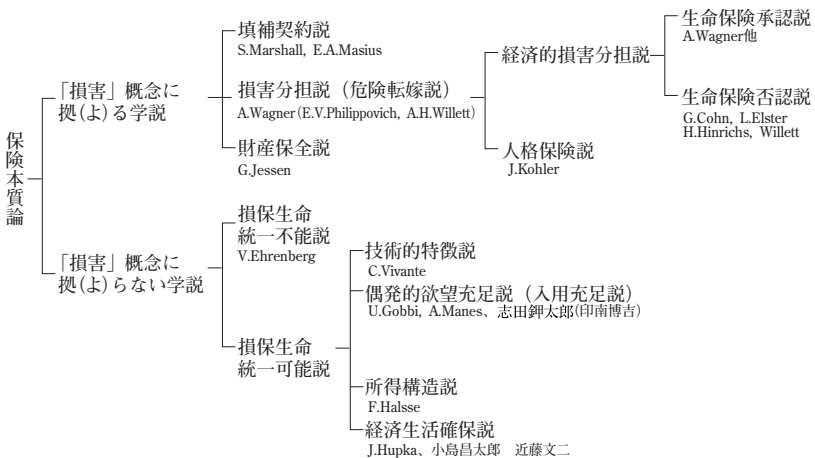 保険本質論
「損害」概念に
拠(よ)る学説
填補契約説
S.Marshall, E.A.Masius
損害分担説（危険転嫁説）
A.Wagner(E.V.Philippovich, A.H.Willett)
経済的損害分担説
生命保険承認説
A.Wagner他
生命保険否認説
G.Cohn, L.Elster
H.Hinrichs, Willett
人格保険説
J.Kohler
財産保全説
G.Jessen
「損害」概念に
拠(よ)らない学説
損保生命
統一不能説
V.Ehrenberg
損保生命
統一可能説
技術的特徴説
C.Vivante
偶発的欲望充足説（入用充足説）
U.Gobbi, A.Manes、志田鉀太郎(印南博吉)
所得構造説
F.Halsse
経済生活確保説
J.Hupka、小島昌太郎　近藤文二